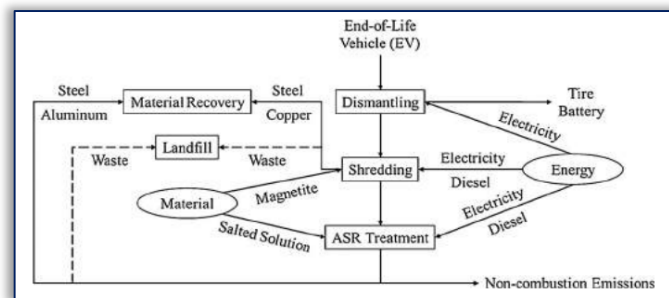 End-of-Life
Vehicle (EV)
Steel
Aluminum
Material Recovery
Steel
Copper
Dismantling
Tire
Battery
Electricity
Waste
Landfill
Waste
Shredding
Electricity
Diesel
Energy
Material
Magnetite
Salted Solution
Electricity
Diesel
ASR Treatment
Non-combustion Emissions